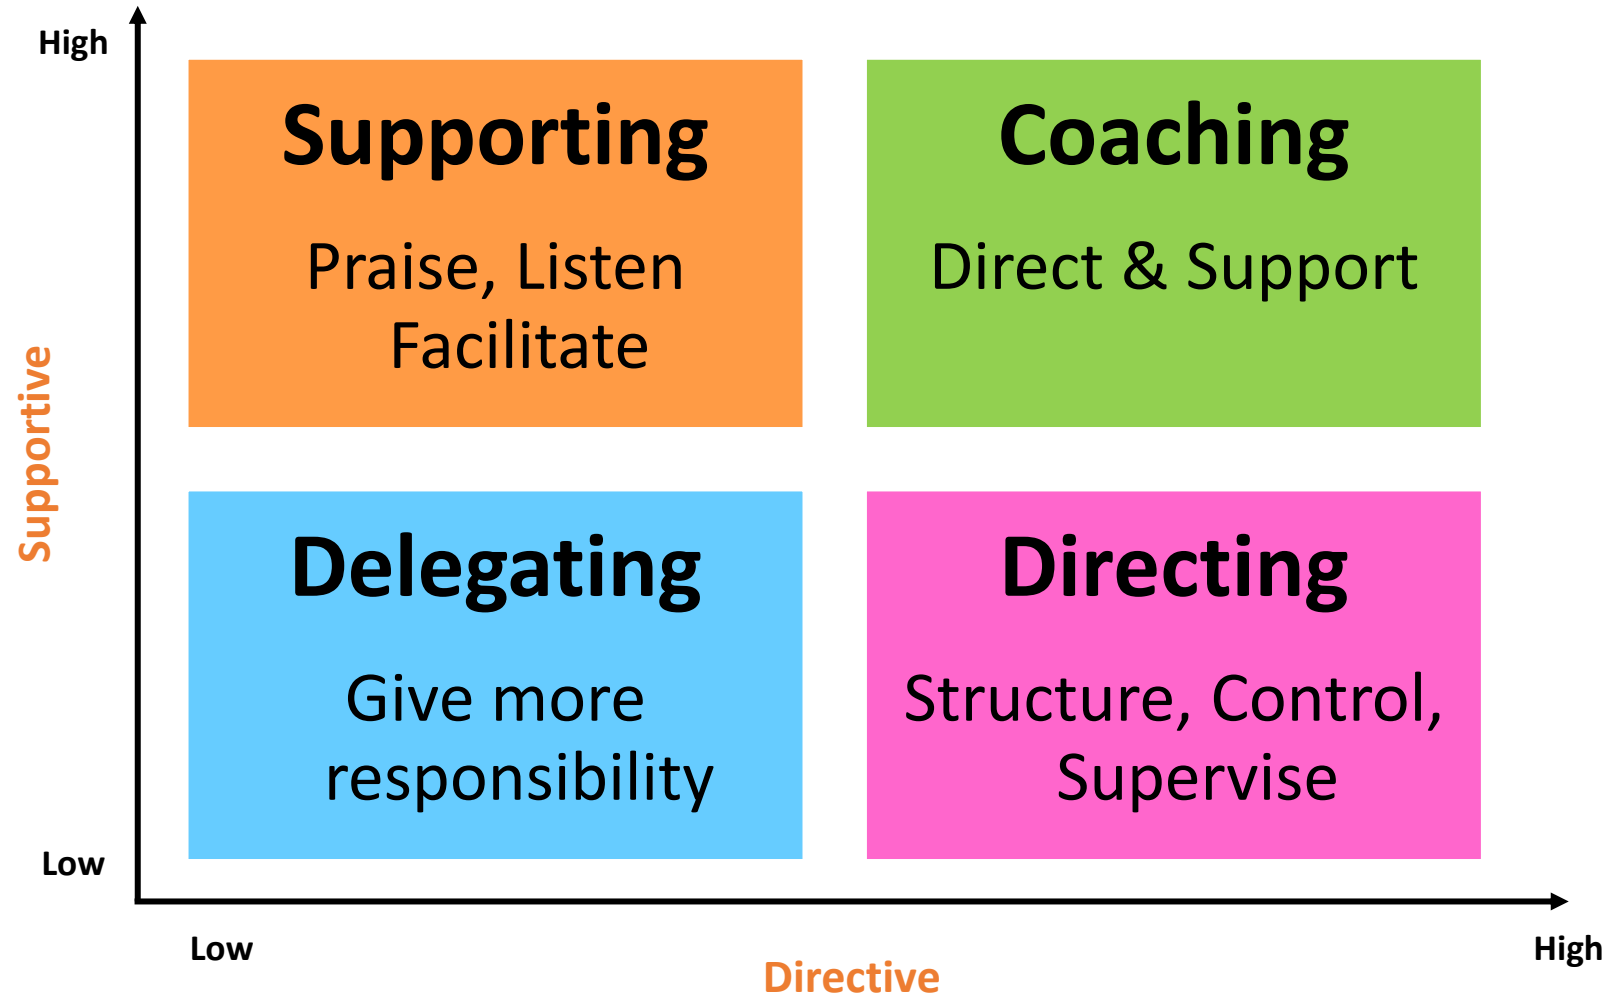 High
Supporting
Praise, Listen
Facilitate
Coaching
Direct & Support
Supportive
Delegating
Give more
responsibility
Directing
Structure, Control,
Supervise
Low
Low
High
Directive